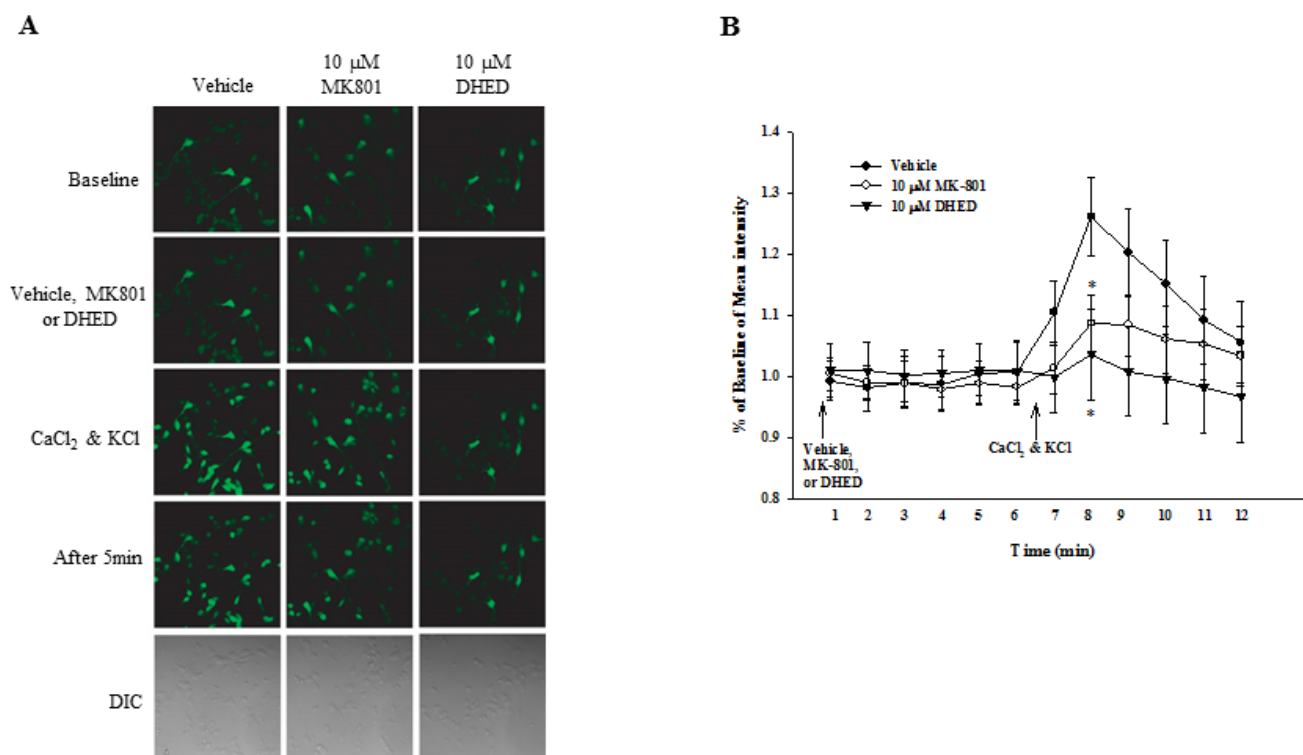 A
Vehicle
10 μM
MK801
10 μM
DHED
Baseline
Vehicle, MK801
or DHED
CaCl₂ & KCl
After 5min
DIC
B
% of Baseline of Mean intensity
1.4
1.3
1.2
1.1
1.0
0.9
0.8
Vehicle
10 μM MK-801
10 μM DHED
*
*
Vehicle,
MK-801,
or DHED
CaCl₂ & KCl
1 2 3 4 5 6 7 8 9 10 11 12
Time (min)